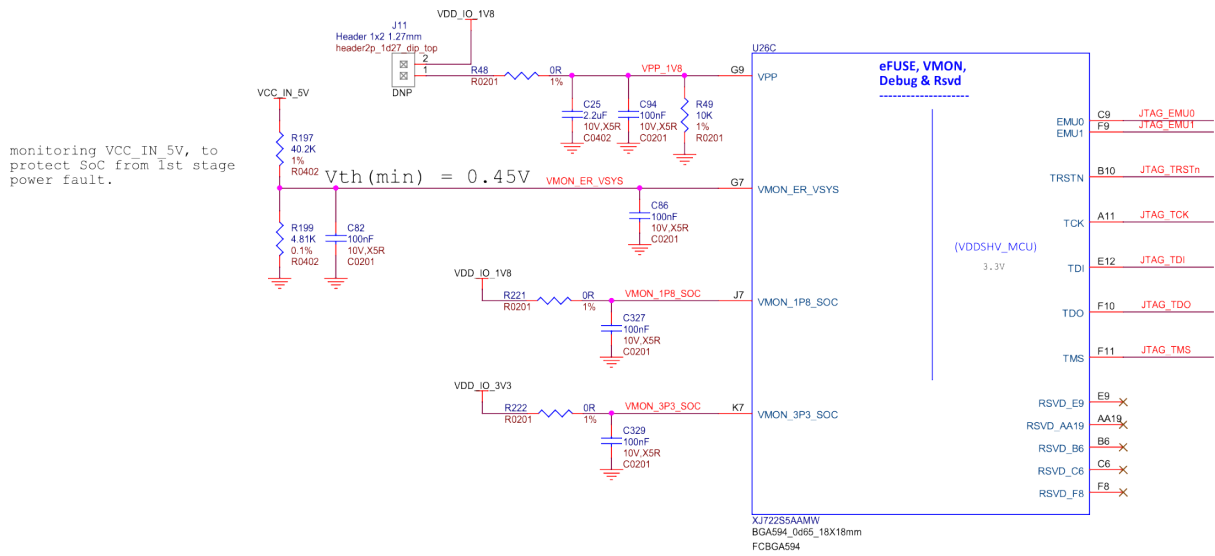 VDD_IO_1V8
J11
Header 1x2 1.27mm
header2p_1d27_dip_top
2
1
DNP
R48
R0201
0R
1%
VPP_1V8
G9
VPP
C25
2.2uF
10V,X5R
C0402
C94
100nF
10V,X5R
C0201
R49
10K
1%
R0201
VCC_IN_5V
R197
40.2K
1%
R0402
monitoring VCC_IN_5V, to
protect SoC from 1st stage
power fault.
Vth(min) = 0.45V
VMON_ER_VSYS
G7
VMON_ER_VSYS
R199
4.81K
0.1%
R0402
C82
100nF
10V,X5R
C0201
C86
100nF
10V,X5R
C0201
VDD_IO_1V8
R221
R0201
0R
1%
VMON_1P8_SOC
J7
VMON_1P8_SOC
C327
100nF
10V,X5R
C0201
VDD_IO_3V3
R222
R0201
0R
1%
VMON_3P3_SOC
K7
VMON_3P3_SOC
C329
100nF
10V,X5R
C0201
U26C
eFUSE, VMON,
Debug & Rsvd
--------------------
(VDDSHV_MCU)
3.3V
EMU0
C9
JTAG_EMU0
EMU1
F9
JTAG_EMU1
TRSTN
B10
JTAG_TRSTn
TCK
A11
JTAG_TCK
TDI
E12
JTAG_TDI
TDO
F10
JTAG_TDO
TMS
F11
JTAG_TMS
RSVD_E9
E9
RSVD_AA19
AA19
RSVD_B6
B6
RSVD_C6
C6
RSVD_F8
F8
XJ722S5AAMW
BGA594_0d65_18X18mm
FCBGA594